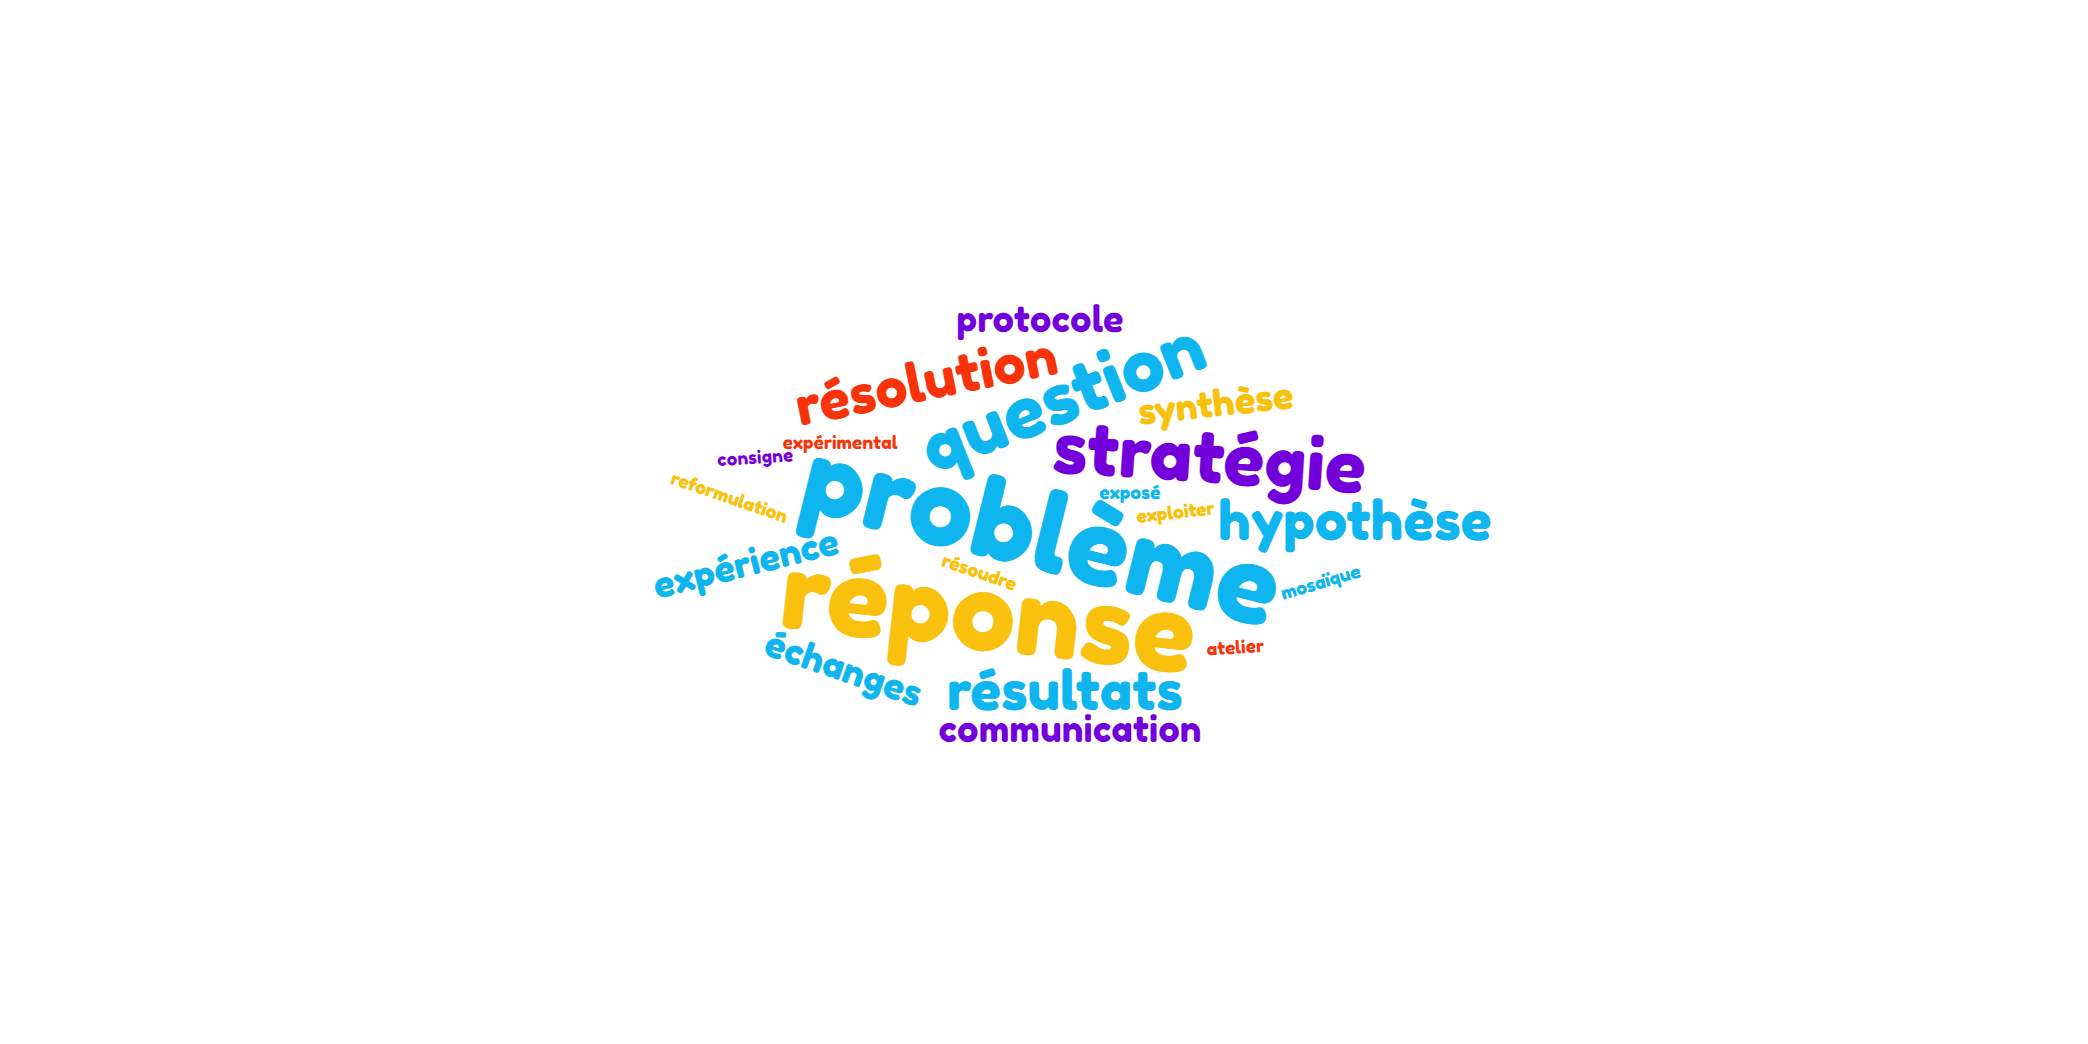 protocole
résolution
question
synthèse
expérimental
stratégie
consigne
reformulation
problème
exposé
exploiter
hypothèse
expérience
résoudre
mosaïque
réponse
atelier
échanges
résultats
communication